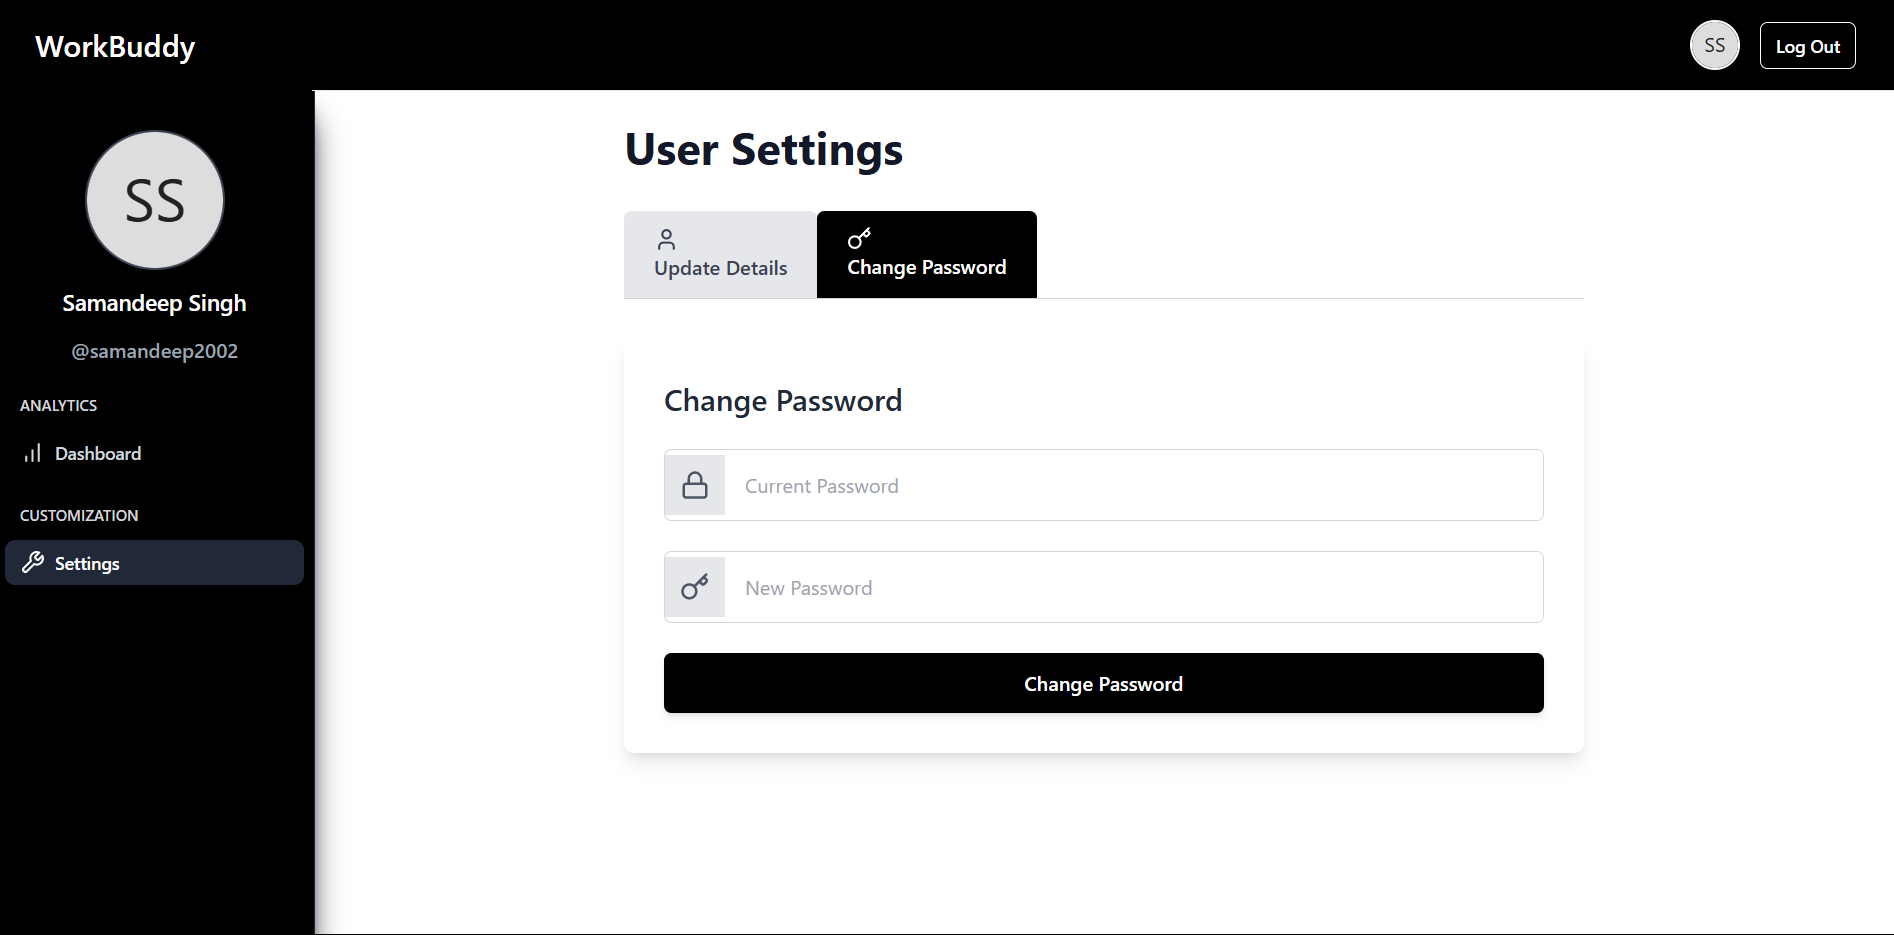 WorkBuddy
SS
Log Out
SS
Samandeep Singh
@samandeep2002
ANALYTICS
Dashboard
CUSTOMIZATION
Settings
User Settings
Update Details
Change Password
Change Password
Current Password
New Password
Change Password